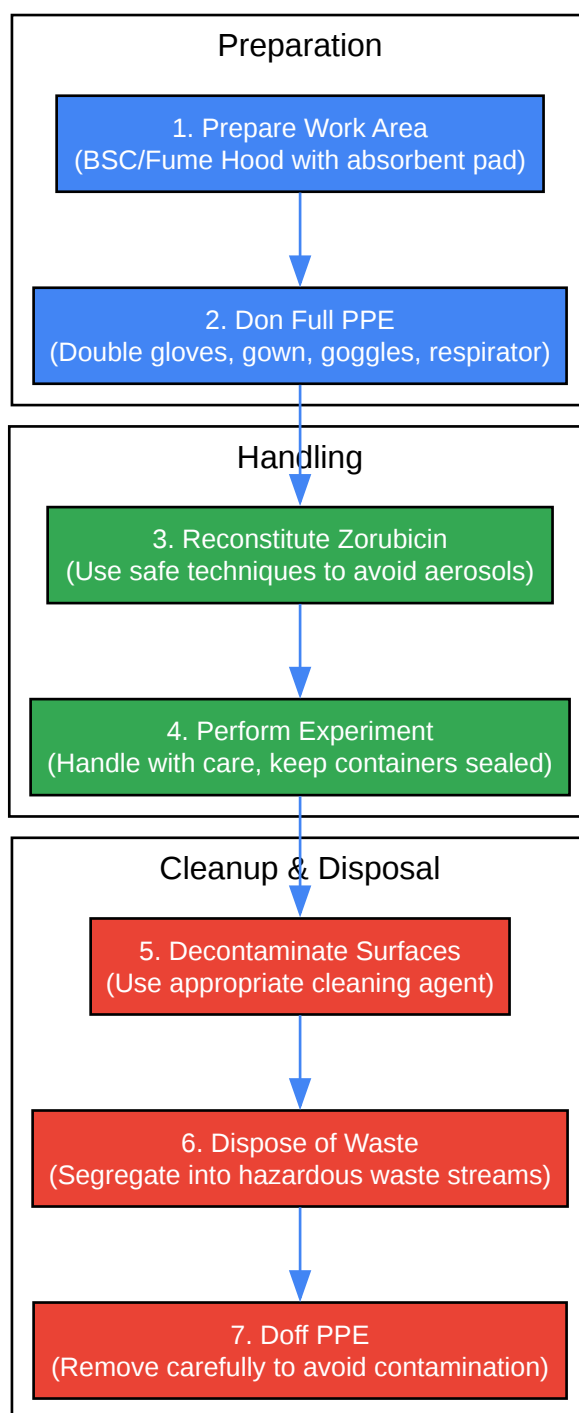 Preparation
1. Prepare Work Area
(BSC/Fume Hood with absorbent pad)
2. Don Full PPE
(Double gloves, gown, goggles, respirator)
Handling
3. Reconstitute Zorubicin
(Use safe techniques to avoid aerosols)
4. Perform Experiment
(Handle with care, keep containers sealed)
Cleanup & Disposal
5. Decontaminate Surfaces
(Use appropriate cleaning agent)
6. Dispose of Waste
(Segregate into hazardous waste streams)
7. Doff PPE
(Remove carefully to avoid contamination)